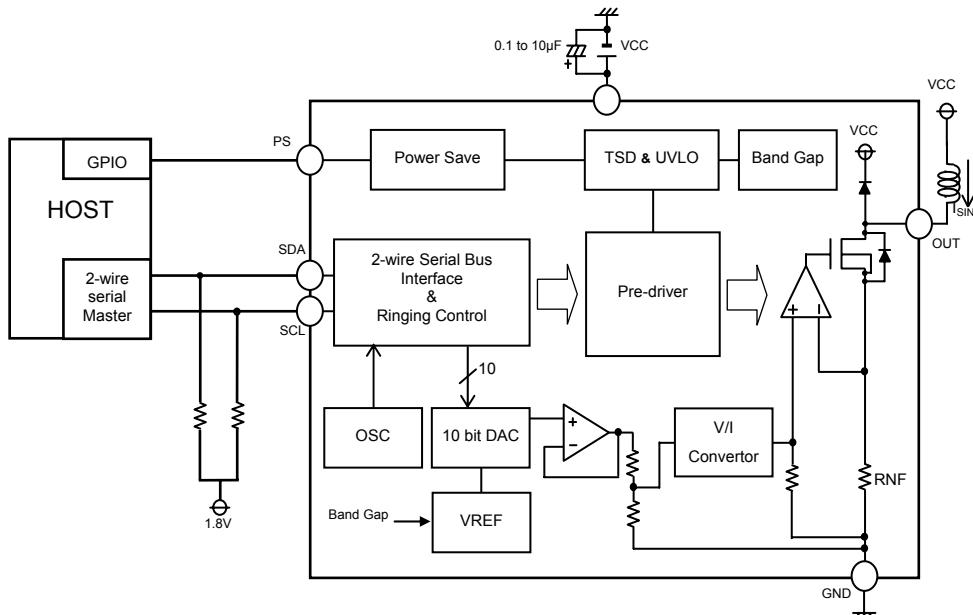 0.1 to 10µF
VCC
VCC
PS
GPIO
Power Save
TSD & UVLO
Band Gap
VCC
HOST
ISIN
OUT
SDA
2-wire
serial
Master
2-wire Serial Bus
Interface
&
Ringing Control
Pre-driver
SCL
+
−
10
OSC
10 bit DAC
+
−
V/I
Convertor
RNF
1.8V
Band Gap
VREF
GND
+